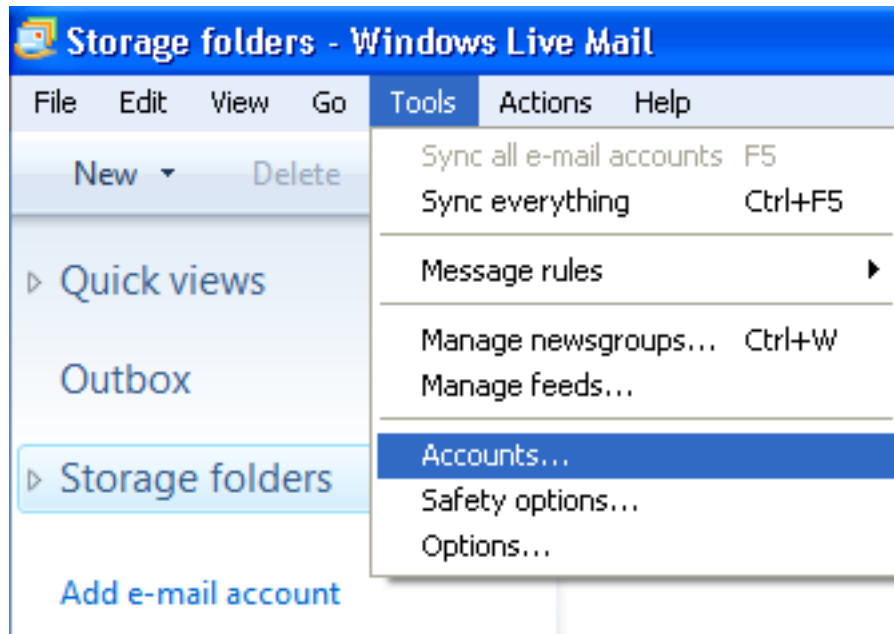 Storage folders - Windows Live Mail
File Edit View Go Tools Actions Help
New Delete
Sync all e-mail accounts F5
Sync everything Ctrl+F5
Message rules
Manage newsgroups... Ctrl+W
Manage feeds...
Accounts...
Safety options...
Options...
Quick views
Outbox
Storage folders
Add e-mail account